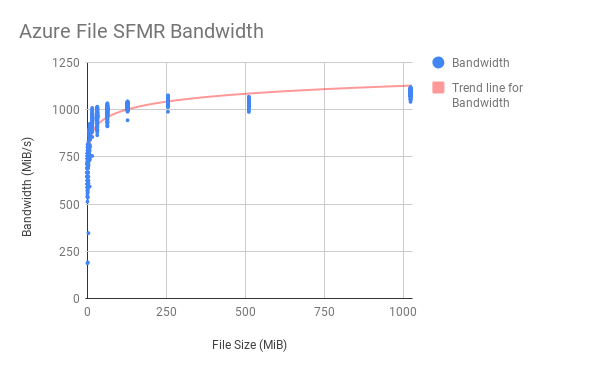 Azure File SFMR Bandwidth
Bandwidth
Trend line for
Bandwidth
Bandwidth (MiB/s)
1250
1000
750
500
250
0
0 250 500 750 1000
File Size (MiB)